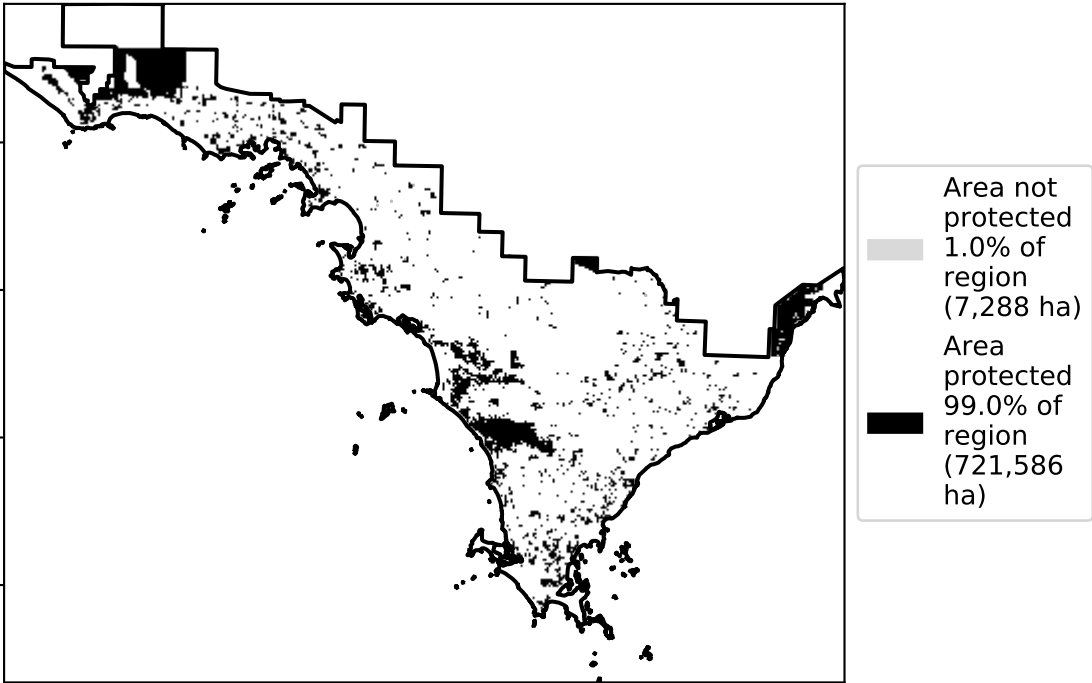 Area not
protected
1.0% of
region
(7,288 ha)
Area
protected
99.0% of
region
(721,586
ha)